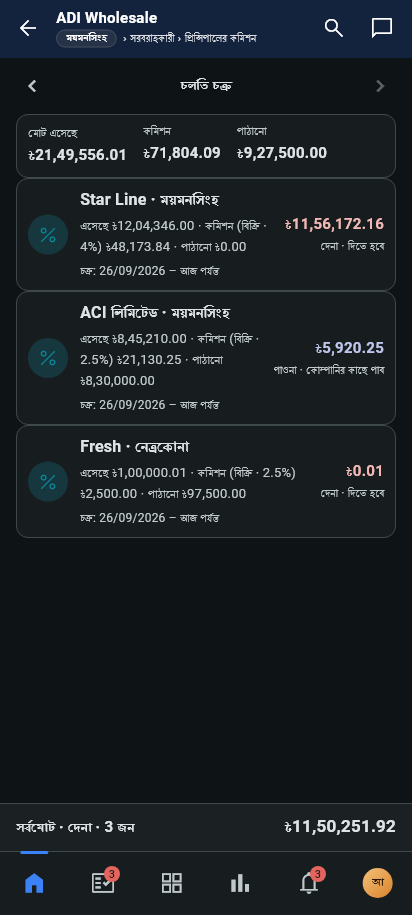 ADI Wholesale
ময়মনসিংহ › সরবরাহকারী › প্রিন্সিপালের কমিশন
চলতি চক্র
মোট এসেছে
৳21,49,556.01
কমিশন
৳71,804.09
পাঠানো
৳9,27,500.00
Star Line · ময়মনসিংহ
এসেছে ৳12,04,346.00 · কমিশন (বিক্রি ·
4%) ৳48,173.84 · পাঠানো ৳0.00
চক্র: 26/09/2026 – আজ পর্যন্ত
৳11,56,172.16
দেনা · দিতে হবে
ACI লিমিটেড · ময়মনসিংহ
এসেছে ৳8,45,210.00 · কমিশন (বিক্রি ·
2.5%) ৳21,130.25 · পাঠানো
৳8,30,000.00
চক্র: 26/09/2026 – আজ পর্যন্ত
৳5,920.25
পাওনা · কোম্পানির কাছে পাব
Fresh · নেত্রকোনা
এসেছে ৳1,00,000.01 · কমিশন (বিক্রি · 2.5%)
৳2,500.00 · পাঠানো ৳97,500.00
চক্র: 26/09/2026 – আজ পর্যন্ত
৳0.01
দেনা · দিতে হবে
সর্বমোট · দেনা · 3 জন
৳11,50,251.92
3
3
আ